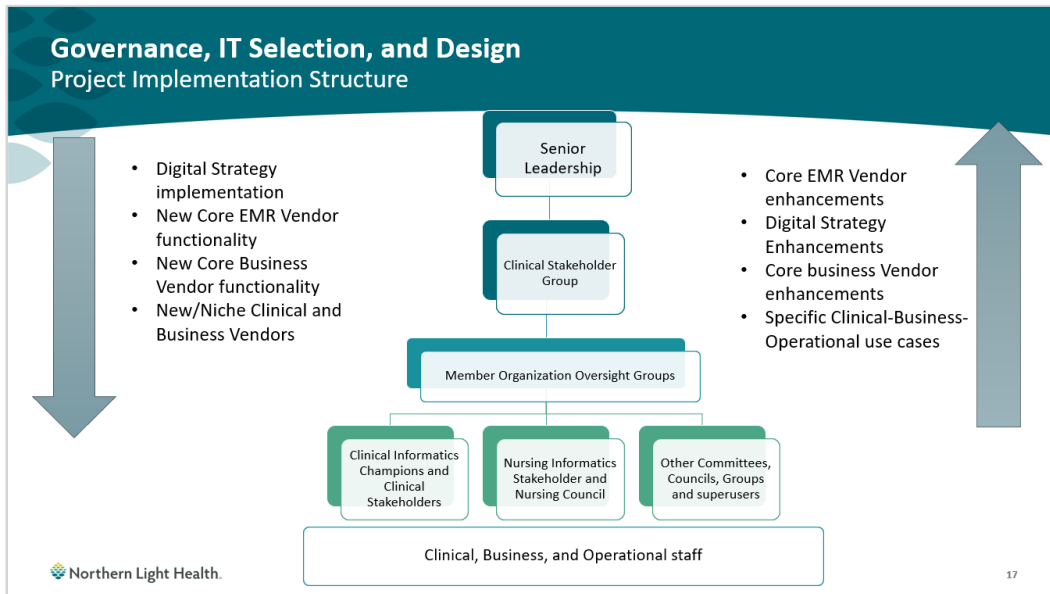 Governance, IT Selection, and Design
Project Implementation Structure
• Digital Strategy
implementation
• New Core EMR Vendor
functionality
• New Core Business
Vendor functionality
• New/Niche Clinical and
Business Vendors
Senior
Leadership
Clinical Stakeholder
Group
Member Organization Oversight Groups
Clinical Informatics
Champions and
Clinical
Stakeholders
Nursing Informatics
Stakeholder and
Nursing Council
Other Committees,
Councils, Groups
and superusers
Clinical, Business, and Operational staff
• Core EMR Vendor
enhancements
• Digital Strategy
Enhancements
• Core business Vendor
enhancements
• Specific Clinical-Business-
Operational use cases
Northern Light Health.
17